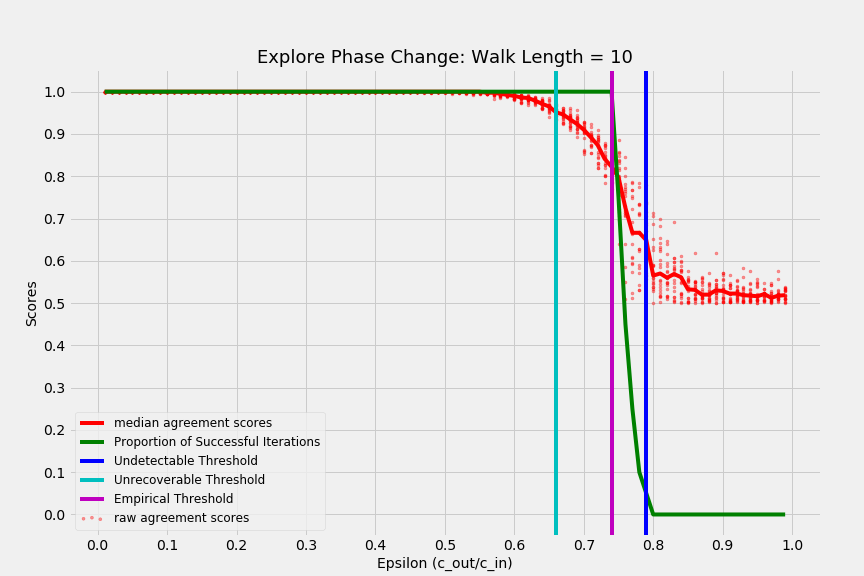 Explore Phase Change: Walk Length = 10
1.0
0.9
0.8
0.7
0.6
0.5
0.4
0.3
0.2
0.1
0.0
Scores
median agreement scores
Proportion of Successful Iterations
Undetectable Threshold
Unrecoverable Threshold
Empirical Threshold
raw agreement scores
0.0 0.1 0.2 0.3 0.4 0.5 0.6 0.7 0.8 0.9 1.0
Epsilon (c_out/c_in)